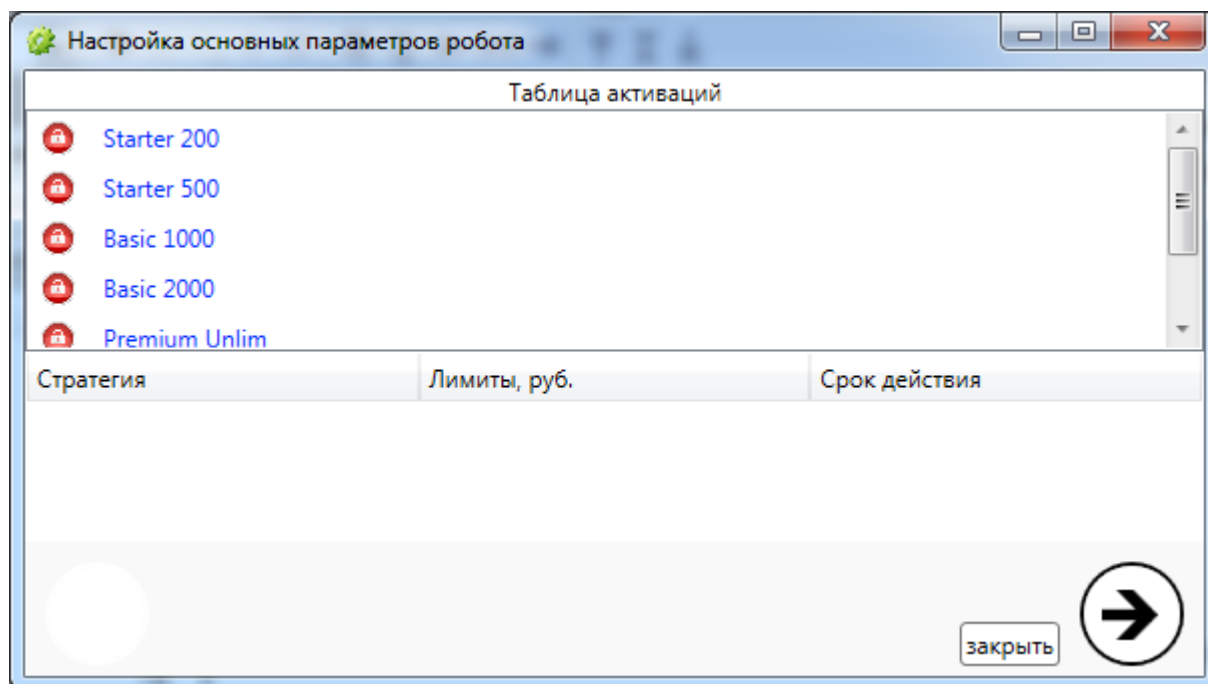 Настройка основных параметров робота
Таблица активаций
Starter 200
Starter 500
Basic 1000
Basic 2000
Premium Unlim
Стратегия Лимиты, руб. Срок действия
закрыть